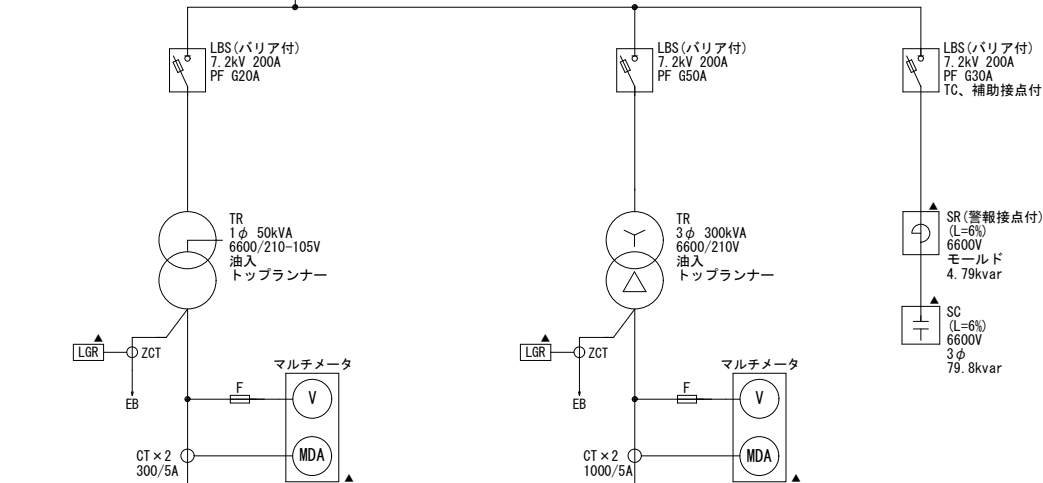 LBS(バリア付)
7.2kV 200A
PF G20A
LBS(バリア付)
7.2kV 200A
PF G50A
LBS(バリア付)
7.2kV 200A
PF G30A
TC、補助接点付
TR
1φ 50kVA
6600/210-105V
油入
トップランナー
TR
3φ 300kVA
6600/210V
油入
トップランナー
SR(警報接点付)
(L=6%)
6600V
モールド
4.79kvar
SC
(L=6%)
6600V
3φ
79.8kvar
LGR
ZCT
EB
マルチメータ
F
V
CT×2
300/5A
MDA
LGR
ZCT
EB
マルチメータ
F
V
CT×2
1000/5A
MDA